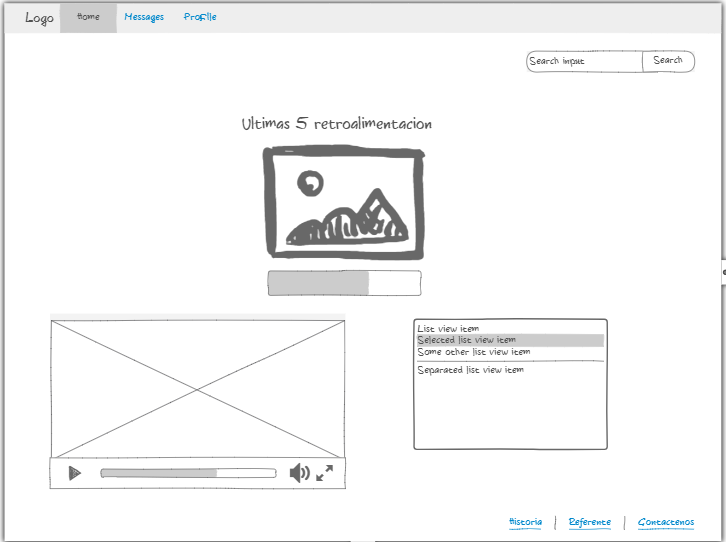 Logo Home Messages Profile
Search input Search
Ultimas 5 retroalimentacion
List view item
Selected list view item
Some other list view item
Separated list view item
Historia | Referente | Contactenos